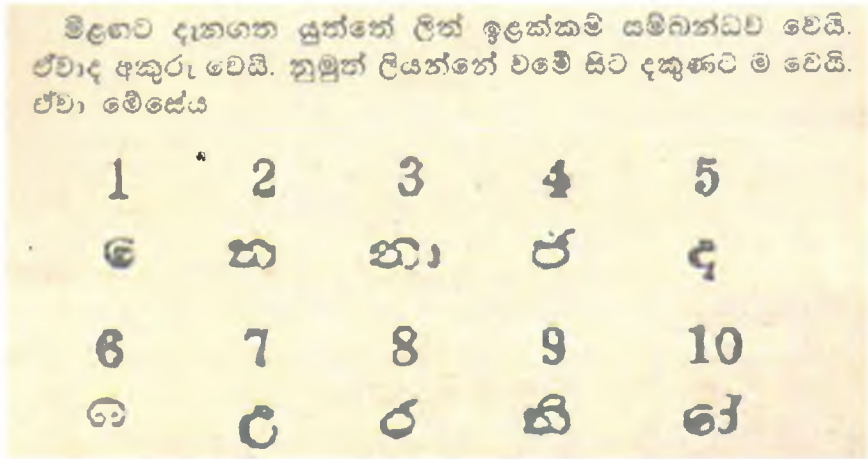 මීළඟට දැනගත යුත්තේ ලිත් ඉළක්කම් සම්බන්ධව වෙයි.
ඒවාද අකුරු වෙයි. නුමුත් ලියන්නේ වමේ සිට දකුණට ම වෙයි.
ඒවා මේසේය
1 2 3 4 5
෧ ෨ ෩ ෪ ෫
6 7 8 9 10
෬ ෭ ෮ ෯